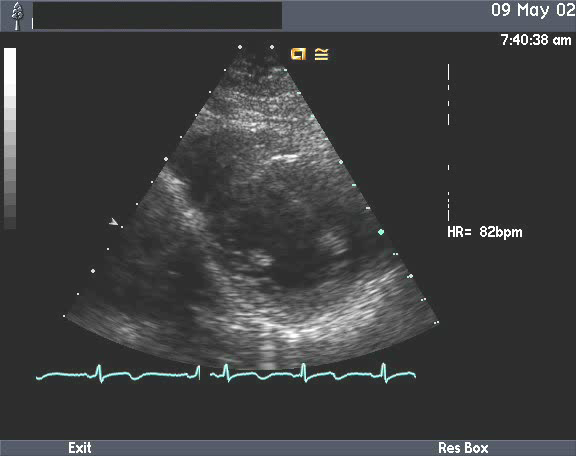 09 May 02
7:40:38 am
HR= 82bpm
Exit
Res Box